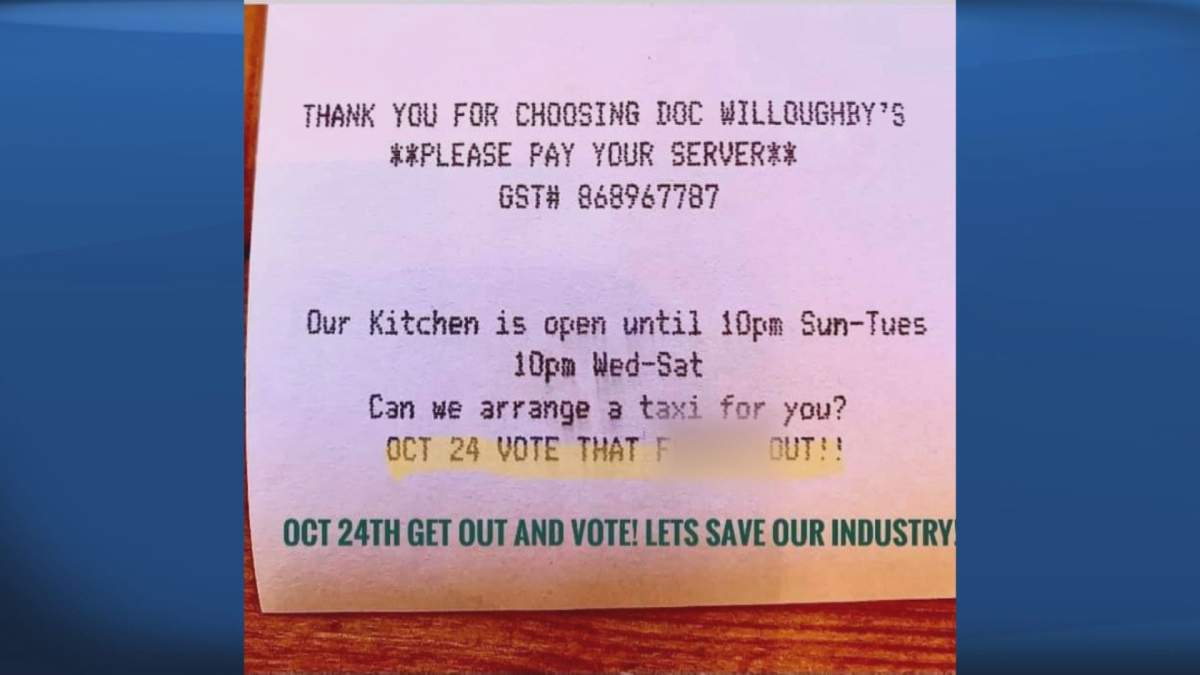 THANK YOU FOR CHOOSING DOC WILLOUGHBY'S
**PLEASE PAY YOUR SERVER**
GST# 868967787
Our Kitchen is open until 10pm Sun-Tues
10pm Wed-Sat
Can we arrange a taxi for you?
OCT 24 VOTE THAT F OUT!!
OCT 24TH GET OUT AND VOTE! LETS SAVE OUR INDUSTRY!